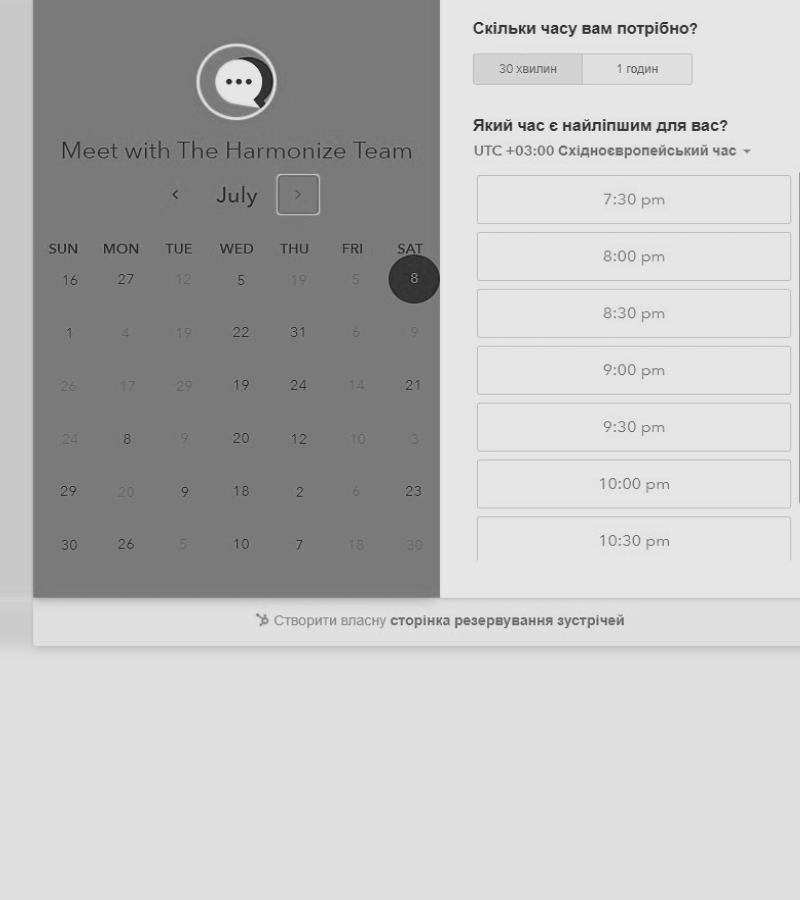 Meet with The Harmonize Team
July
SUN MON TUE WED THU FRI SAT
16 27 12 5 19 5 8
1 4 19 22 31 6 9
26 17 29 19 24 14 21
24 8 9 20 12 10 3
29 20 9 18 2 6 23
30 26 5 10 7 18 30
Скільки часу вам потрібно?
30 хвилин 1 годин
Який час є найліпшим для вас?
UTC +03:00 Східноєвропейський час
7:30 pm
8:00 pm
8:30 pm
9:00 pm
9:30 pm
10:00 pm
10:30 pm
Створити власну сторінка резервування зустрічей